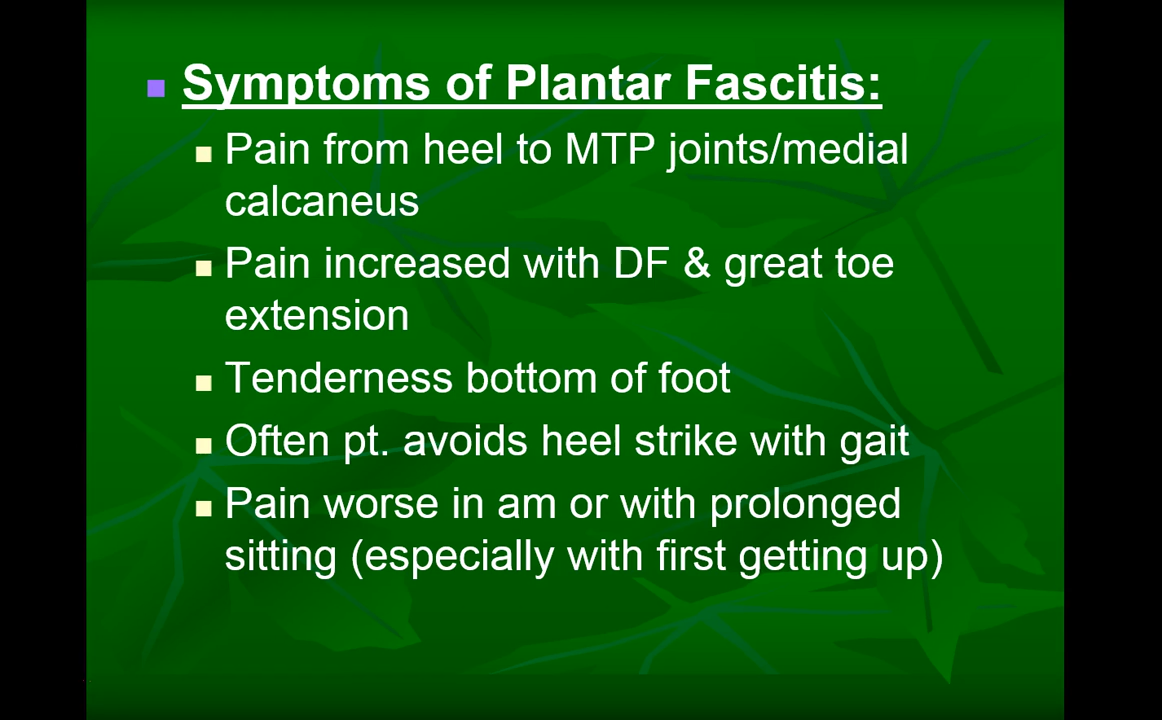 Symptoms of Plantar Fascitis:
Pain from heel to MTP joints/medial
calcaneus
Pain increased with DF & great toe
extension
Tenderness bottom of foot
Often pt. avoids heel strike with gait
Pain worse in am or with prolonged
sitting (especially with first getting up)